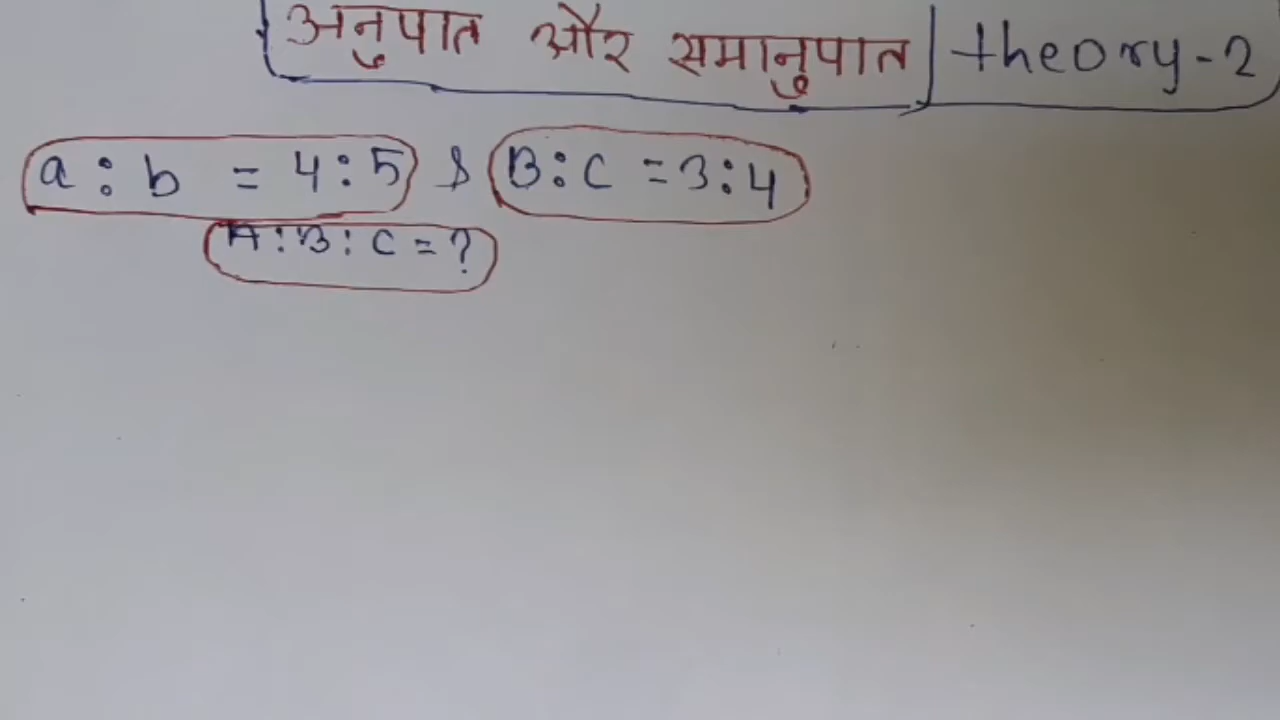 अनुपात और समानुपात theory-2
a : b = 4:5 & B:C = 3:4
A:B:C = ?